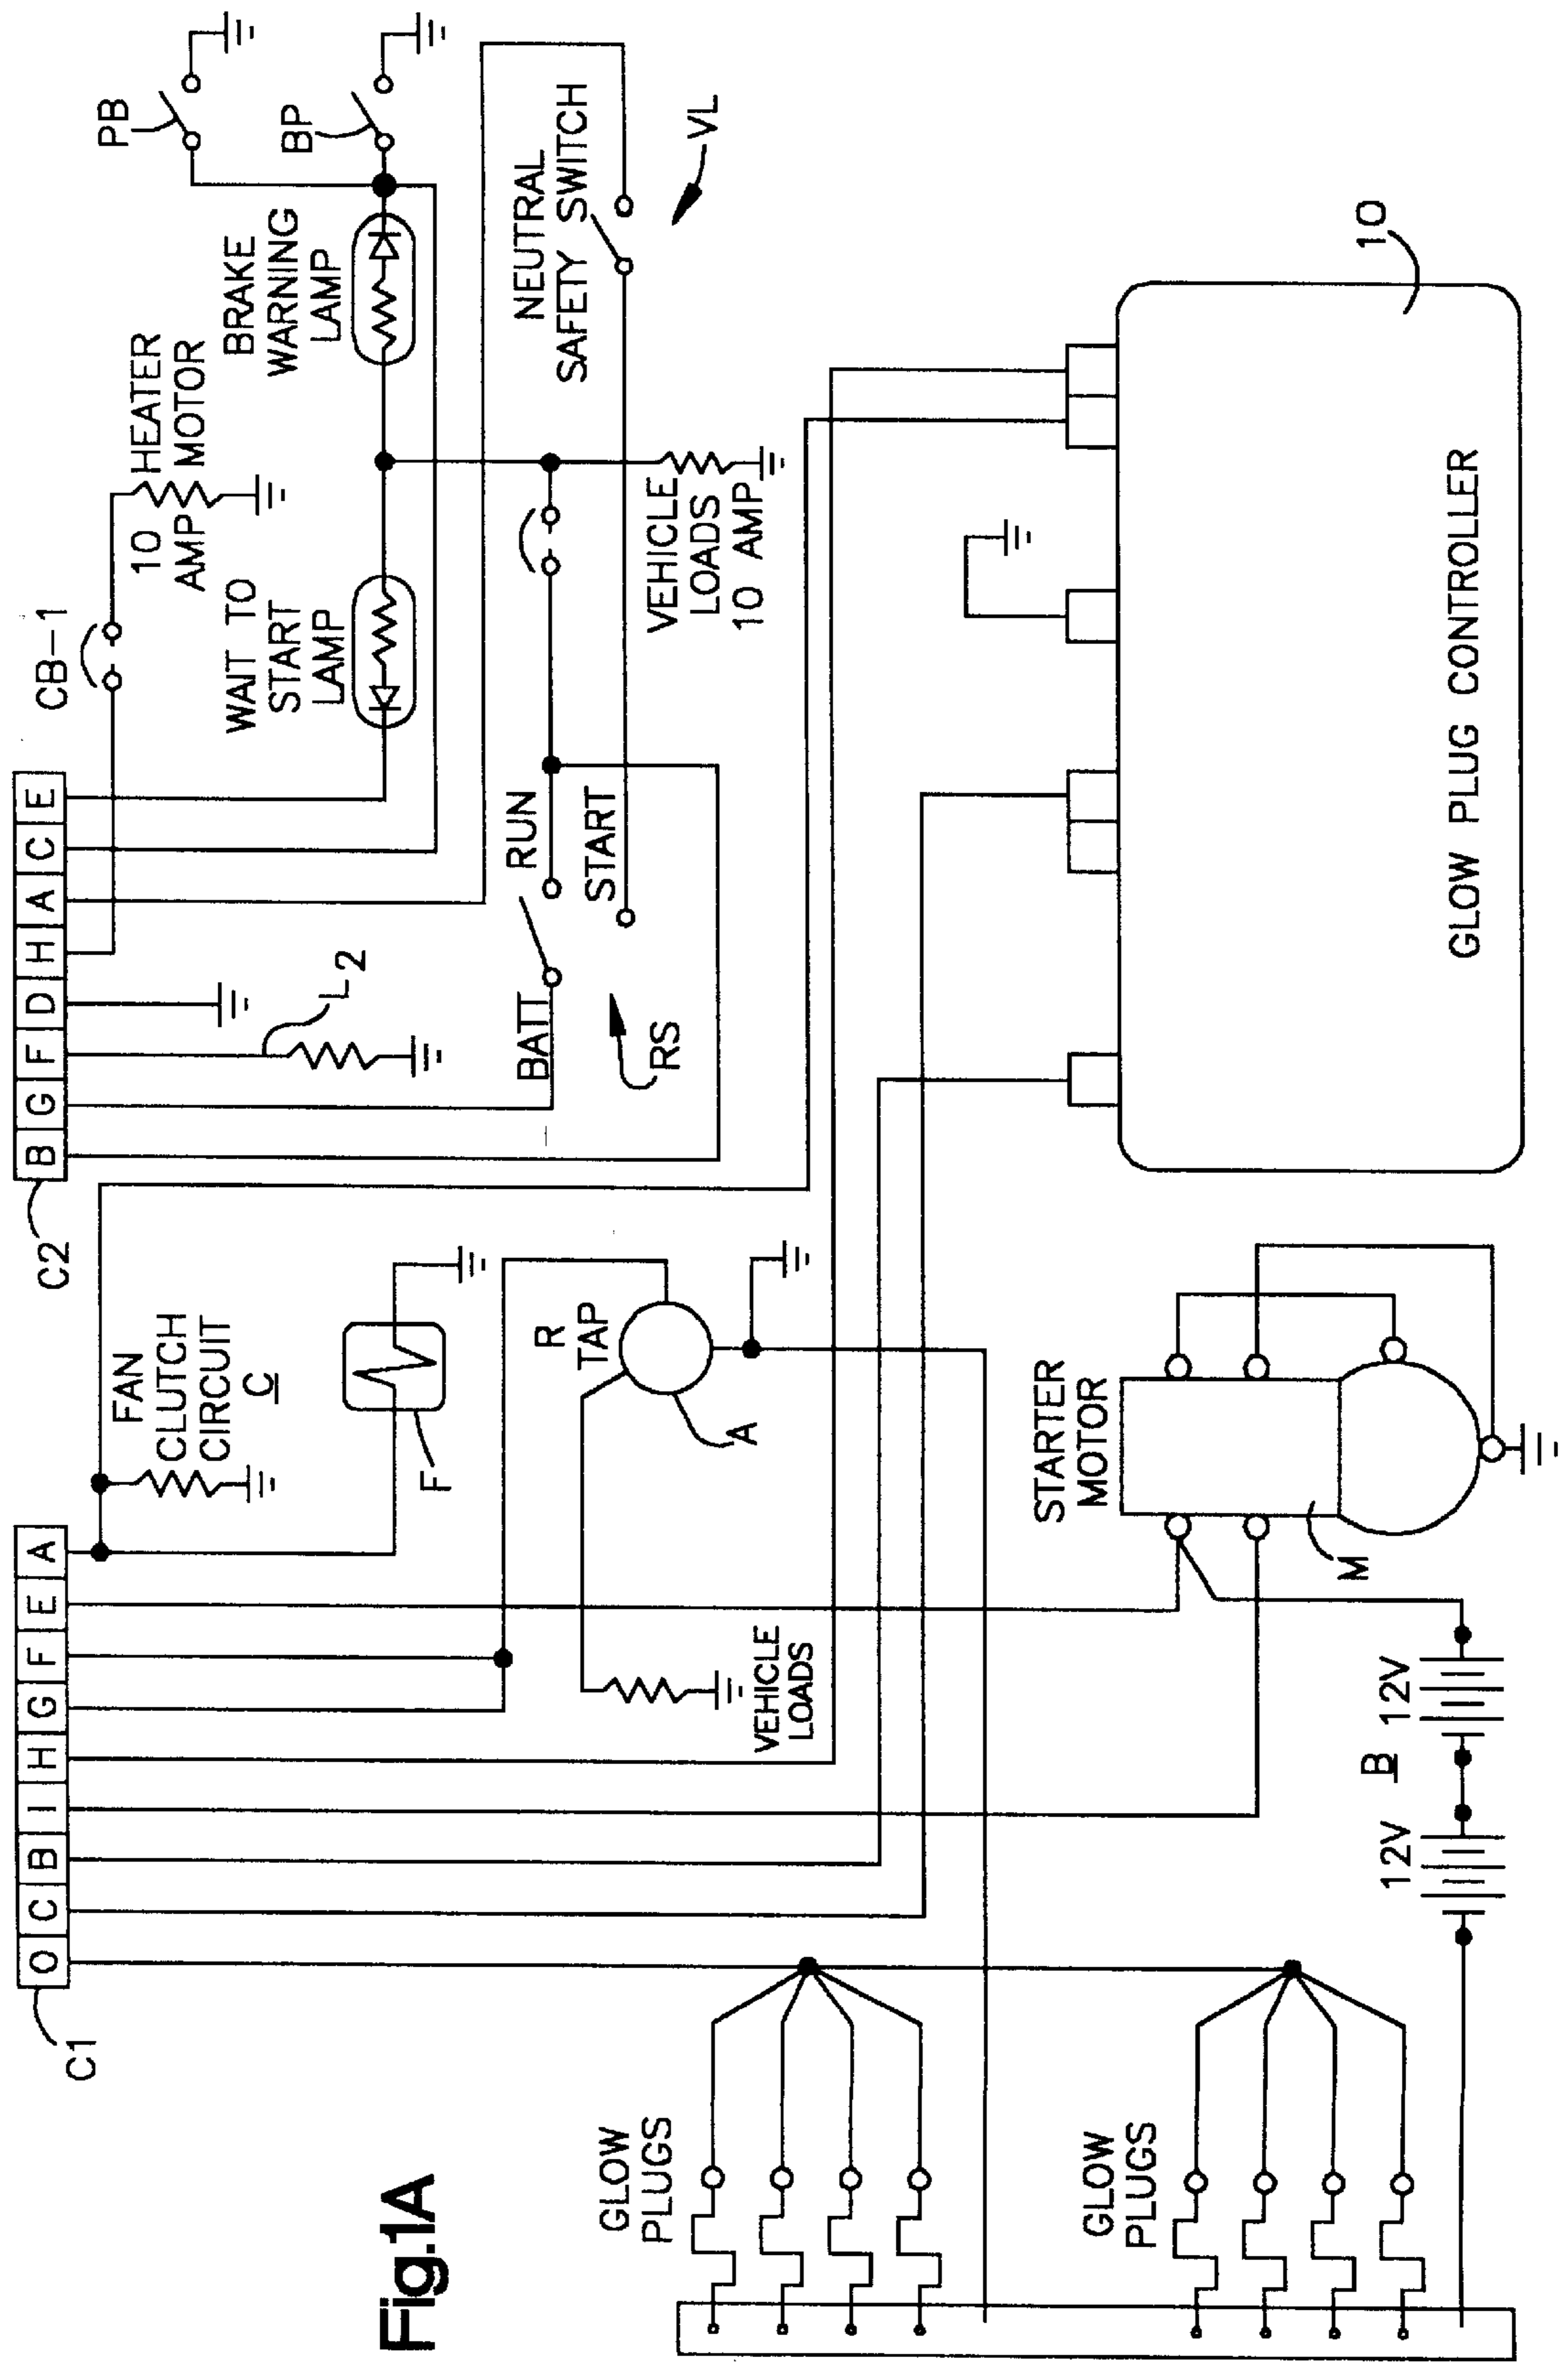 Fig.1A
C1
O C B I H G F E A
FAN
CLUTCH
CIRCUIT
C
F
R
TAP
A
VEHICLE
LOADS
GLOW
PLUGS
GLOW
PLUGS
12V
B
12V
STARTER
MOTOR
M
C2
B G F D H A C E
CB-1
10
AMP
HEATER
MOTOR
PB
BP
WAIT TO
START
LAMP
BRAKE
WARNING
LAMP
L2
BATT
RUN
START
RS
NEUTRAL
SAFETY SWITCH
VL
VEHICLE
LOADS
10 AMP
10
GLOW PLUG CONTROLLER